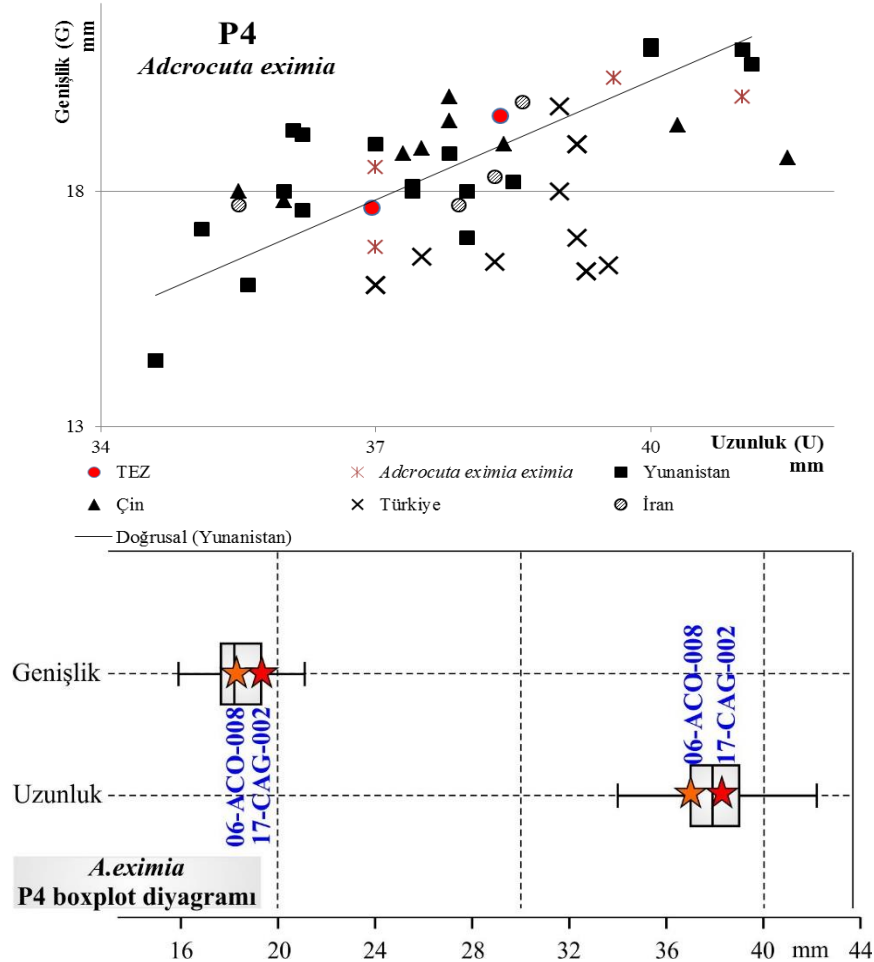 Genişlik (G)
mm
P4
Adcrocuta eximia
18
13
34
37
40
Uzunluk (U)
mm
TEZ
Adcrocuta eximia eximia
Yunanistan
Çin
Türkiye
İran
Doğrusal (Yunanistan)
Genişlik
06-ACO-008
17-CAG-002
06-ACO-008
17-CAG-002
Uzunluk
A.eximia
P4 boxplot diyagramı
16 20 24 28 32 36 40 mm 44